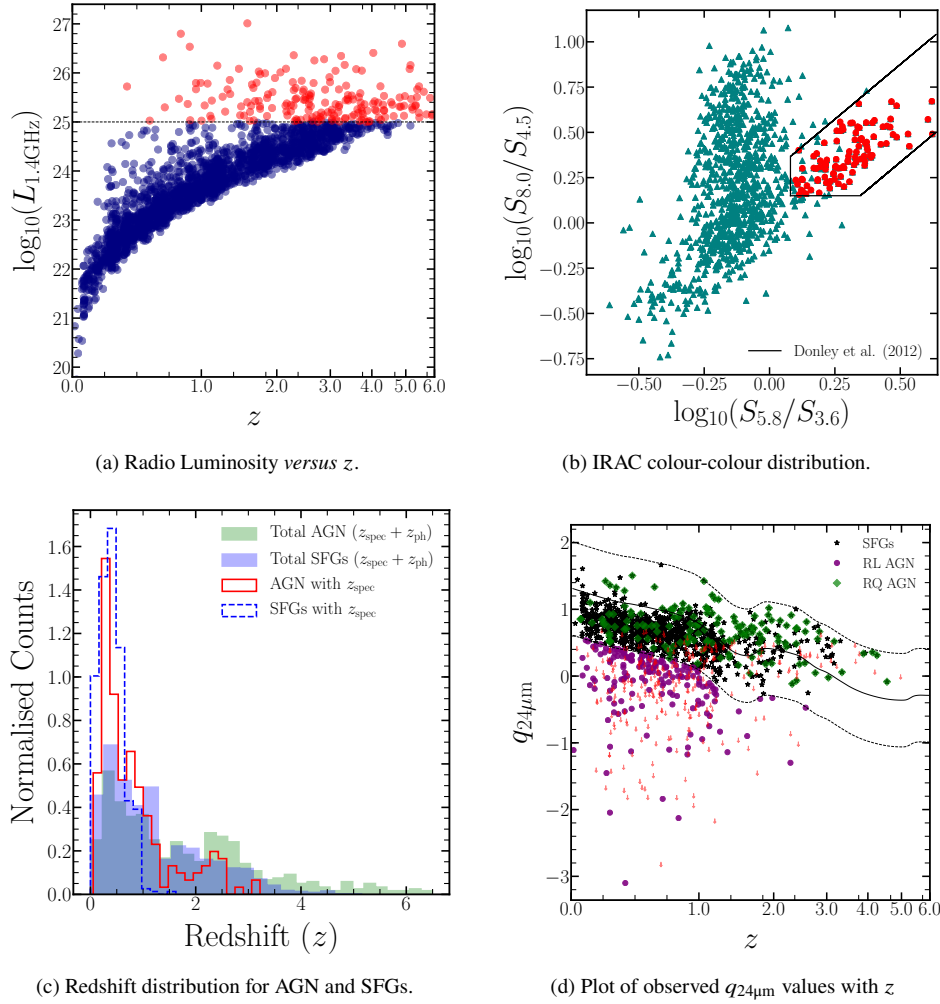 27
26
25
24
23
22
21
20
log₁₀(L₁.₄GHz)
0.0 1.0 2.0 3.0 4.0 5.0 6.0
z
(a) Radio Luminosity versus z.
1.00
0.75
0.50
0.25
0.00
−0.25
−0.50
−0.75
log₁₀(S₈.₀/S₄.₅)
Donley et al. (2012)
−0.50 −0.25 0.00 0.25 0.50
log₁₀(S₅.₈/S₃.₆)
(b) IRAC colour-colour distribution.
Total AGN (z_spec + z_ph)
Total SFGs (z_spec + z_ph)
AGN with z_spec
SFGs with z_spec
1.6
1.4
1.2
1.0
0.8
0.6
0.4
0.2
0.0
Normalised Counts
0 2 4 6
Redshift (z)
(c) Redshift distribution for AGN and SFGs.
SFGs
RL AGN
RQ AGN
2
1
0
−1
−2
−3
q₂₄μm
0.0 1.0 2.0 3.0 4.0 5.0 6.0
z
(d) Plot of observed q₂₄μm values with z